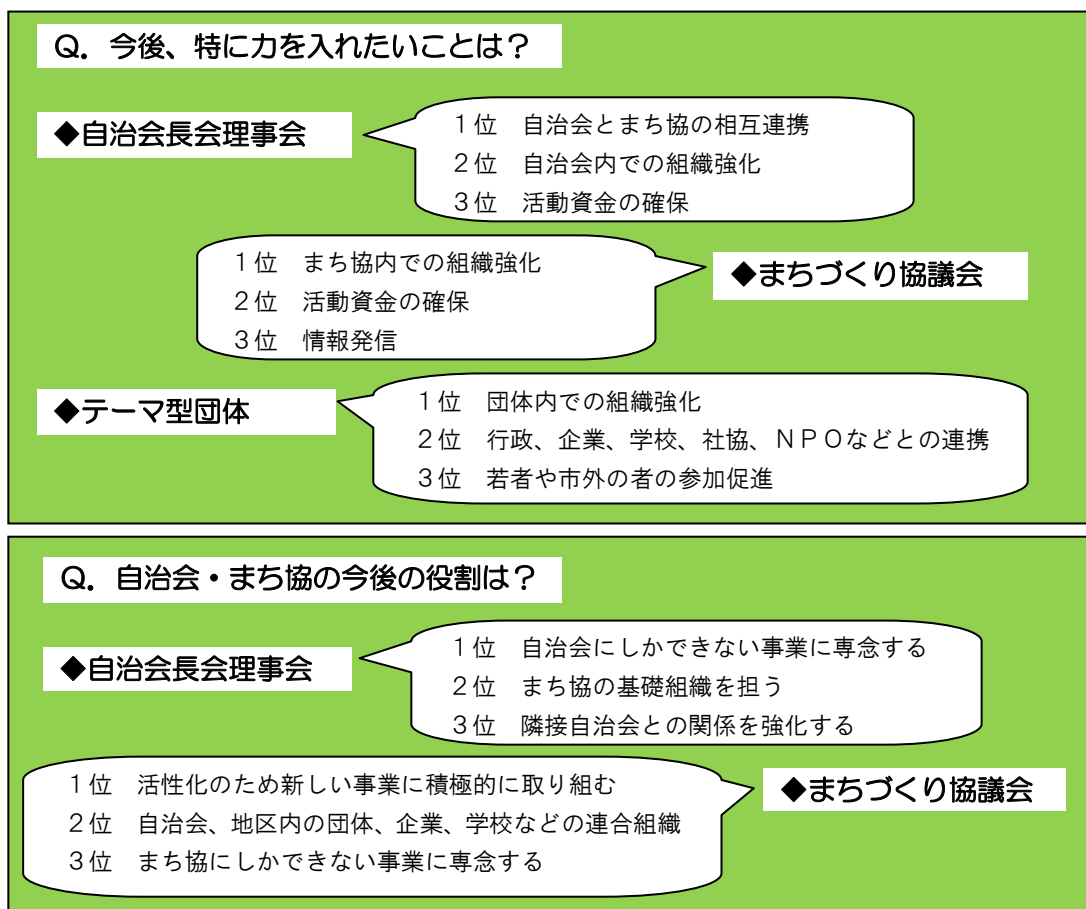 Q．今後、特に力を入れたいことは？
◆自治会長会理事会
１位　自治会とまち協の相互連携
２位　自治会内での組織強化
３位　活動資金の確保
◆まちづくり協議会
１位　まち協内での組織強化
２位　活動資金の確保
３位　情報発信
◆テーマ型団体
１位　団体内での組織強化
２位　行政、企業、学校、社協、ＮＰＯなどとの連携
３位　若者や市外の者の参加促進
Q．自治会・まち協の今後の役割は？
◆自治会長会理事会
１位　自治会にしかできない事業に専念する
２位　まち協の基礎組織を担う
３位　隣接自治会との関係を強化する
◆まちづくり協議会
１位　活性化のため新しい事業に積極的に取り組む
２位　自治会、地区内の団体、企業、学校などの連合組織
３位　まち協にしかできない事業に専念する